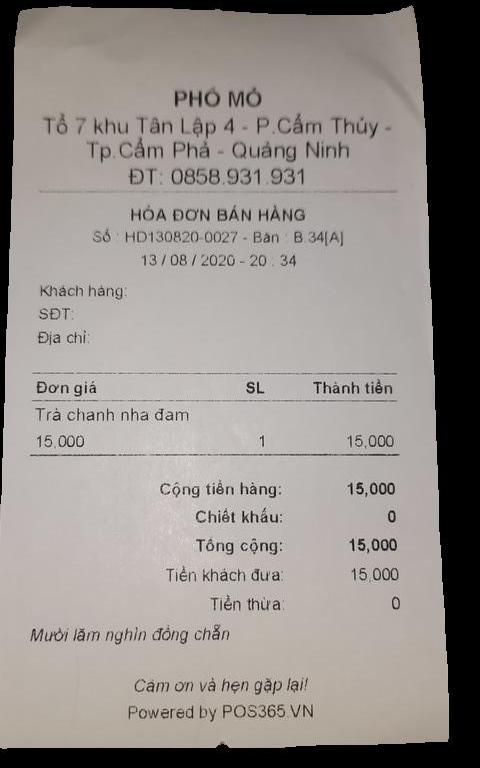 PHỐ MỎ
Tổ 7 khu Tân Lập 4 - P.Cẩm Thủy -
Tp.Cẩm Phả - Quảng Ninh
ĐT: 0858.931.931
HÓA ĐƠN BÁN HÀNG
Số : HD130820-0027 - Bàn : B.34[A]
13 / 08 / 2020 - 20 : 34
Khách hàng:
SĐT:
Địa chỉ:
Đơn giá SL Thành tiền
Trà chanh nha đam
15,000 1 15,000
Cộng tiền hàng: 15,000
Chiết khấu: 0
Tổng cộng: 15,000
Tiền khách đưa: 15,000
Tiền thừa: 0
Mười lăm nghìn đồng chẵn
Cảm ơn và hẹn gặp lại!
Powered by POS365.VN